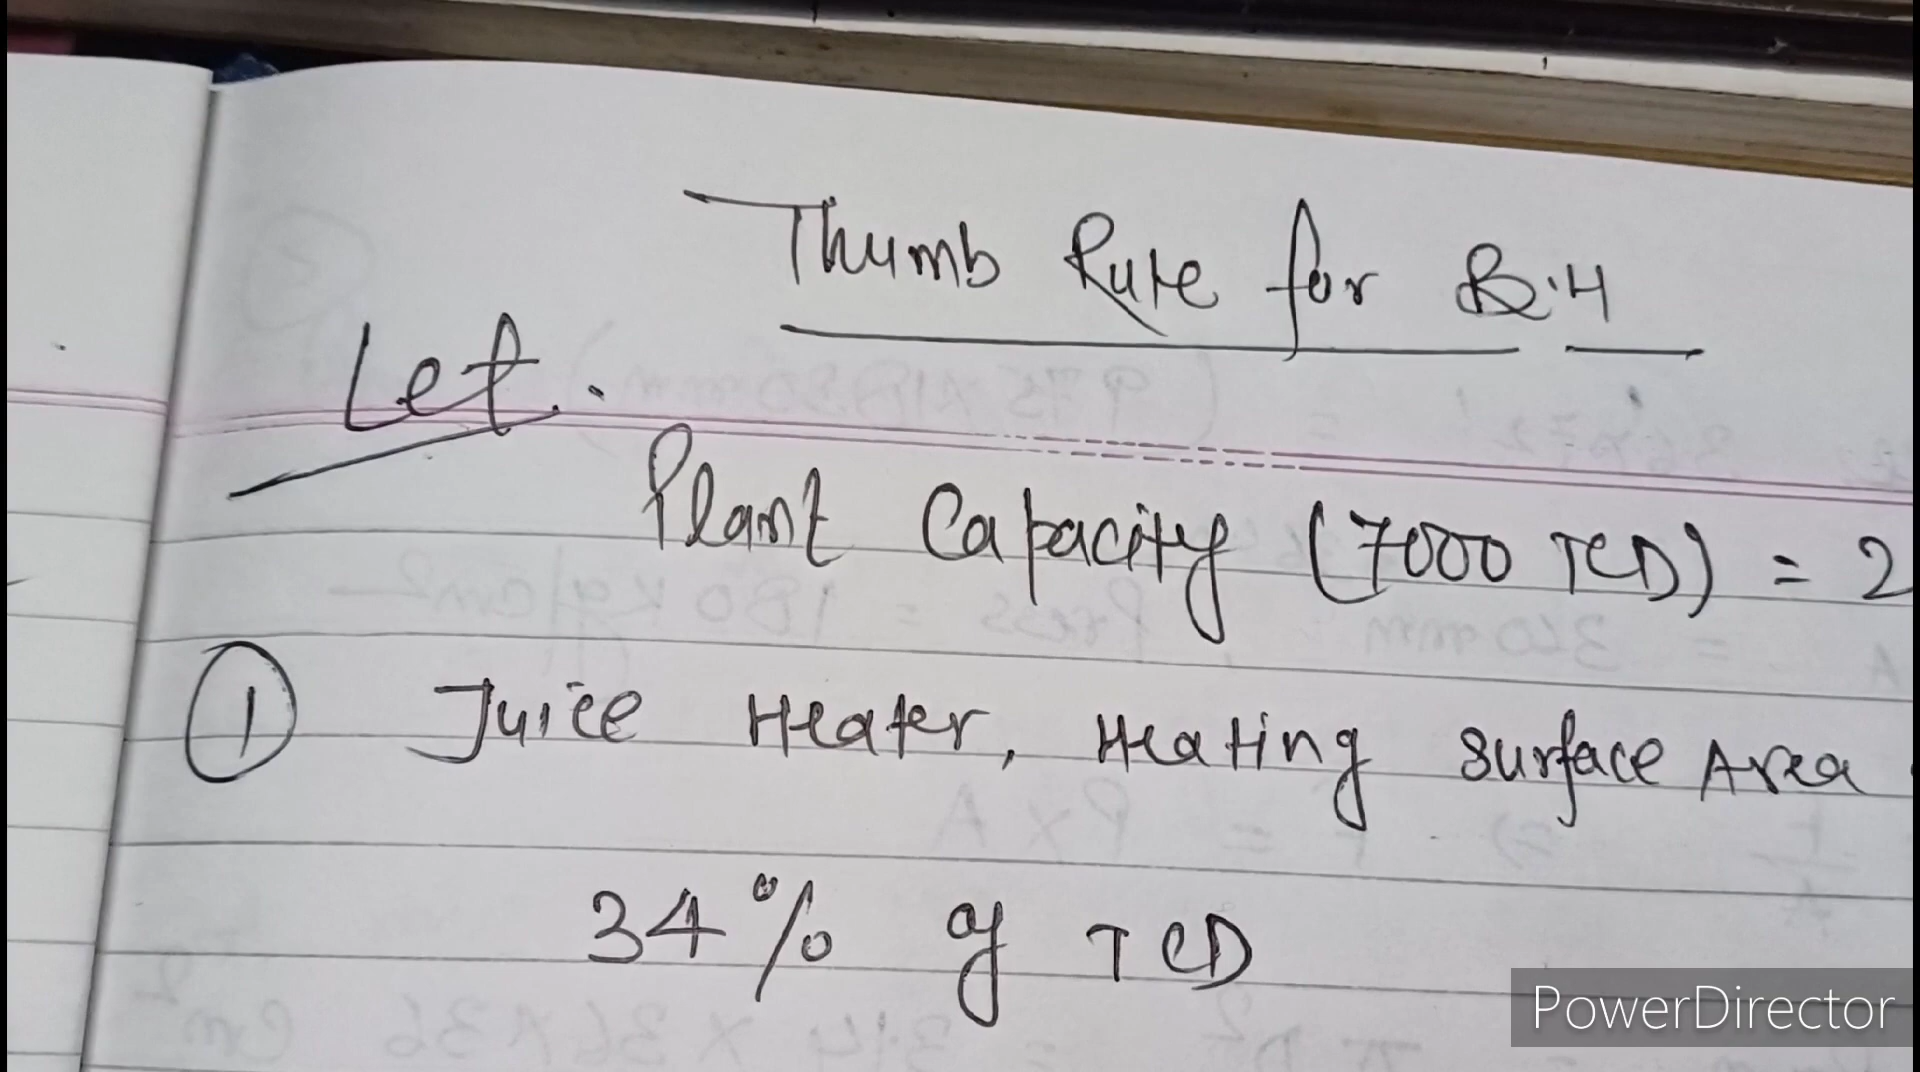 Thumb Rule for B.H
Let.
Plant Capacity (7000 TCD) = 2
① Juice Heater, Heating surface Area
34% of TCD
PowerDirector